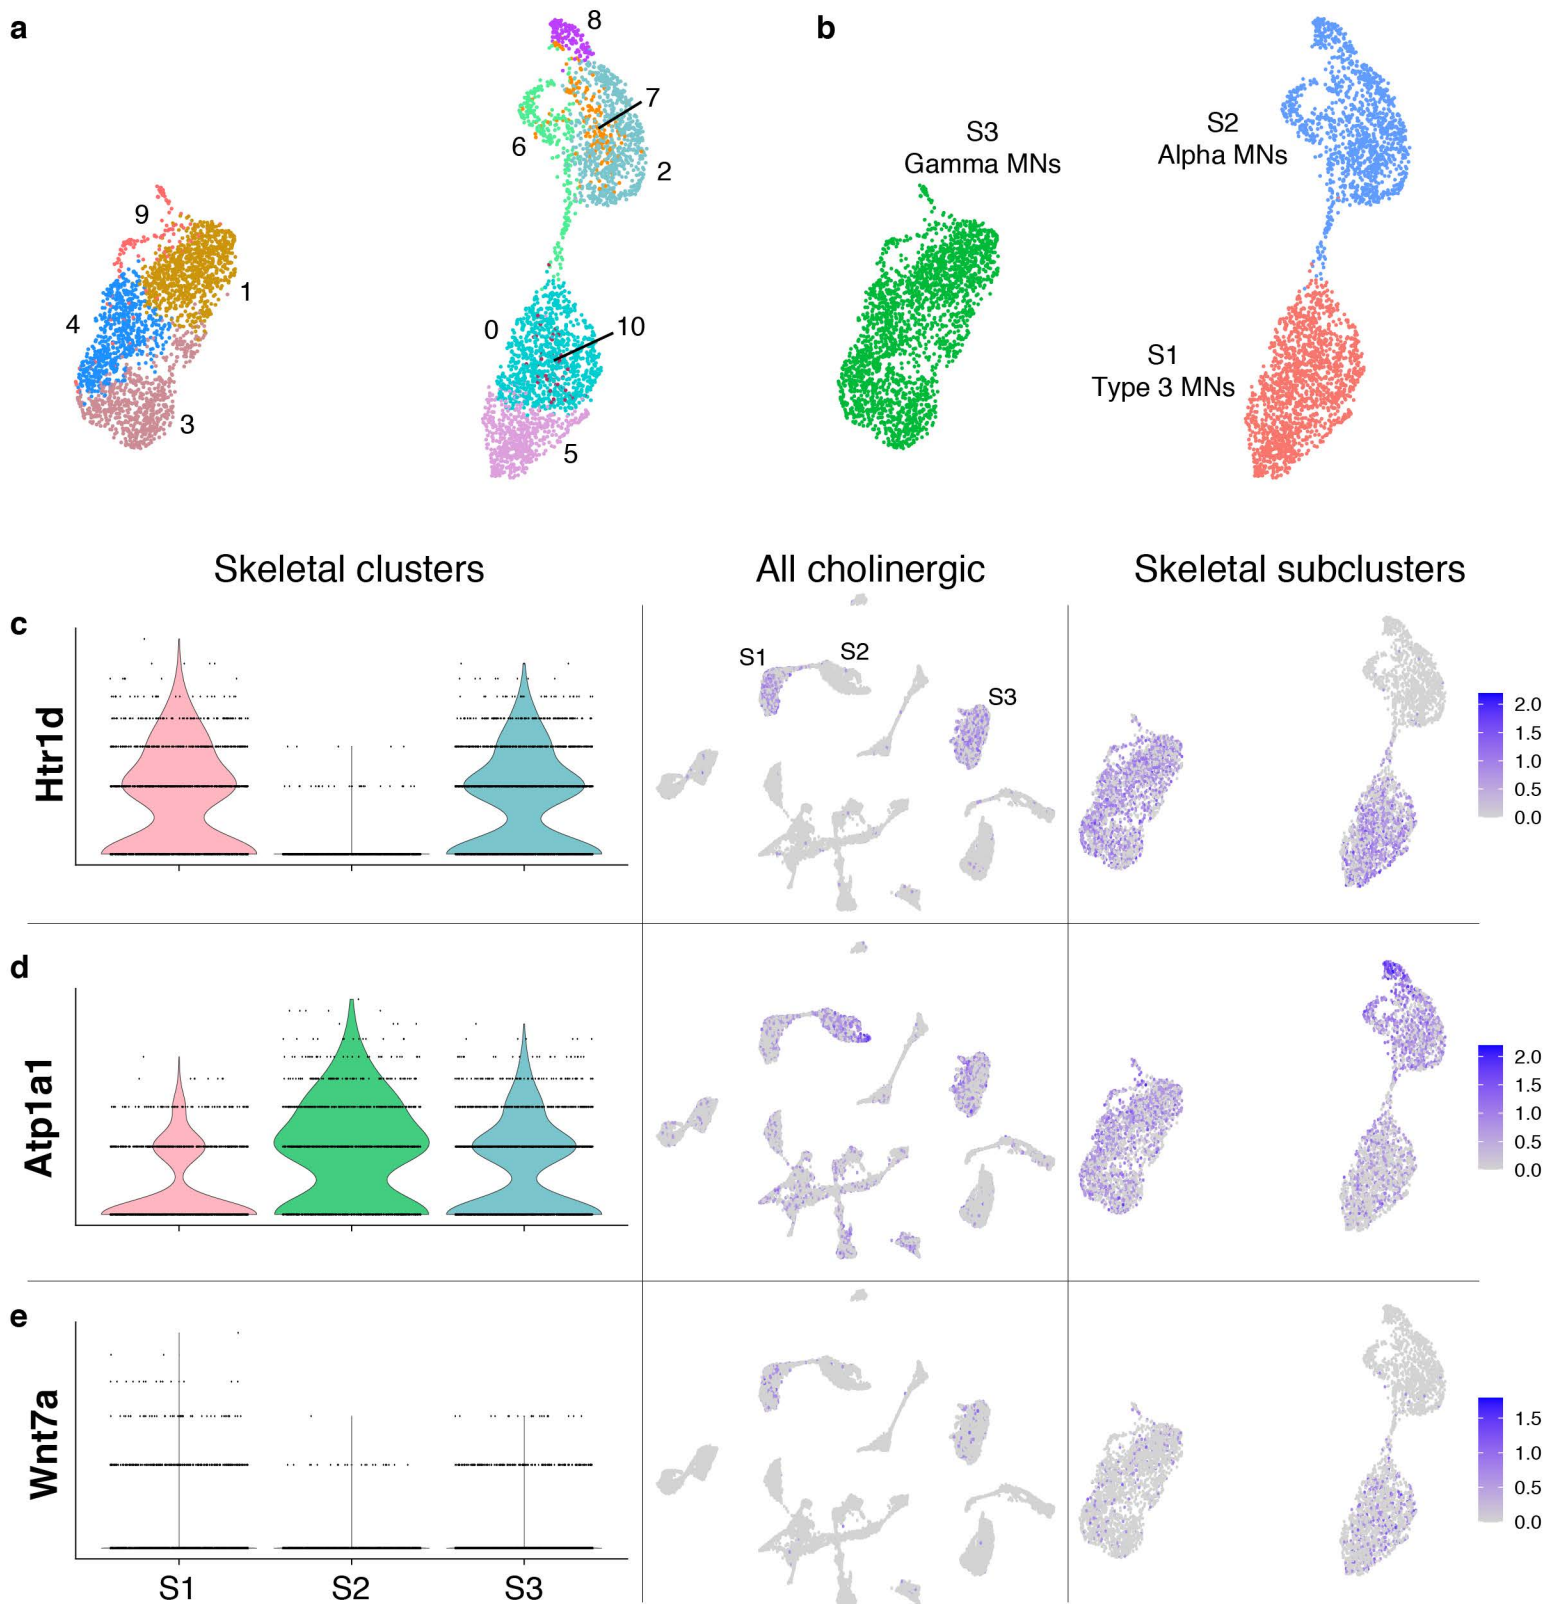 a
b
8
7
6
2
9
1
4
0
10
3
5
S3
Gamma MNs
S2
Alpha MNs
S1
Type 3 MNs
Skeletal clusters
All cholinergic
Skeletal subclusters
c
Htr1d
S1
S2
S3
2.0
1.5
1.0
0.5
0.0
d
Atp1a1
2.0
1.5
1.0
0.5
0.0
e
Wnt7a
1.5
1.0
0.5
0.0
S1
S2
S3